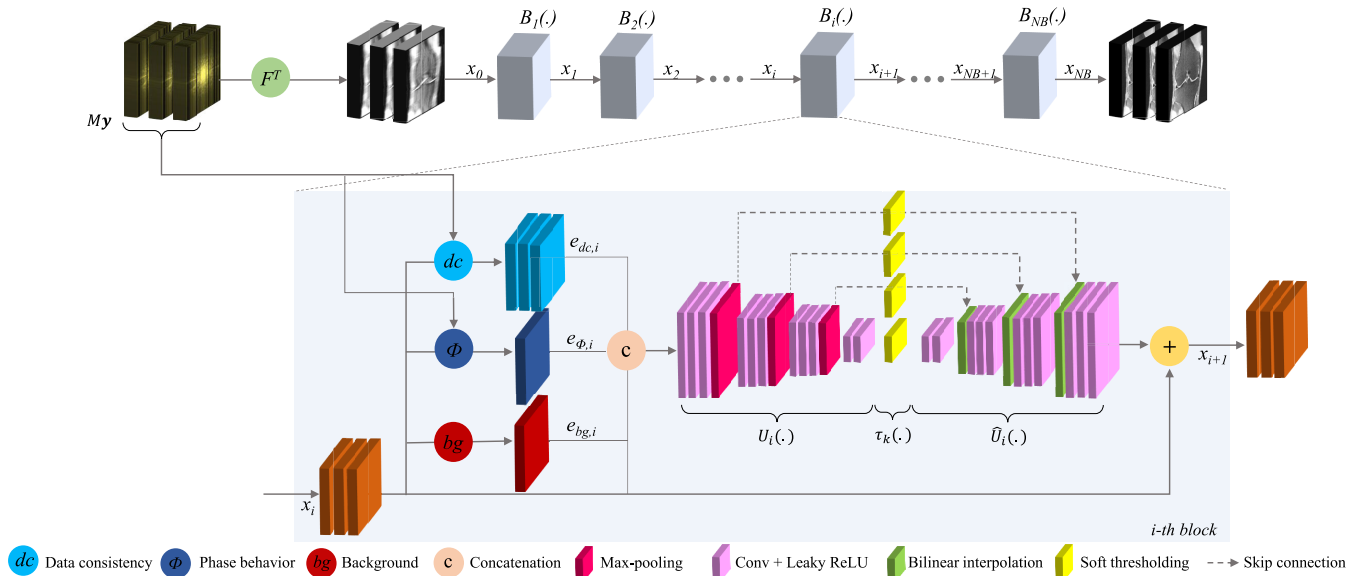 B1(.) B2(.) Bi(.) BNB(.)
F^T x0 x1 x2 xi xi+1 xNB+1 xNB
My
dc e_dc,i
Φ e_Φ,i c + xi+1
Ui(.) τk(.) Ûi(.)
bg e_bg,i
xi
i-th block
dc Data consistency Φ Phase behavior bg Background c Concatenation Max-pooling Conv + Leaky ReLU Bilinear interpolation Soft thresholding Skip connection